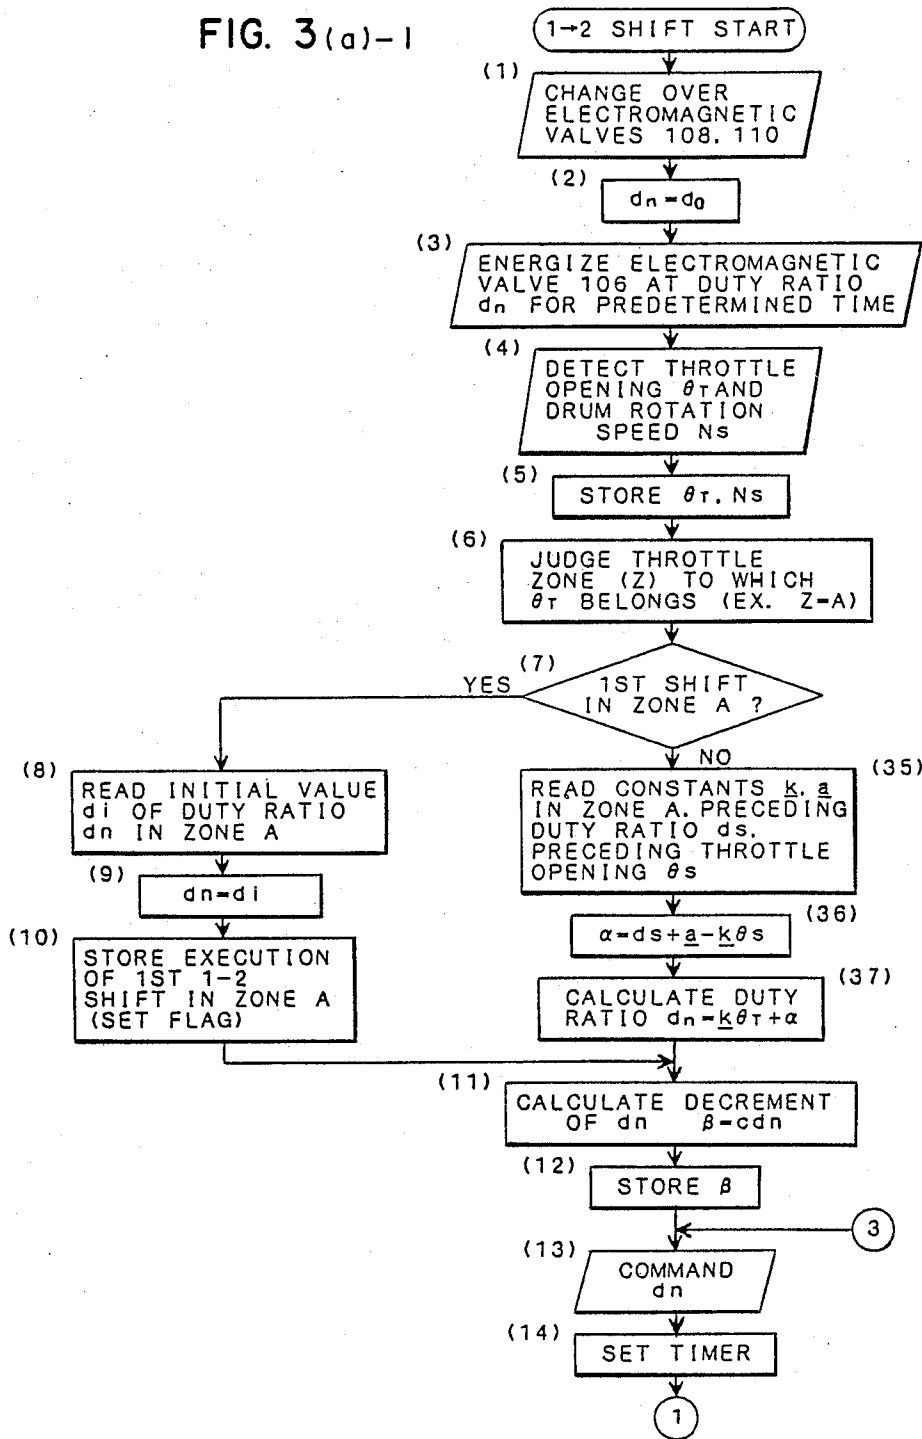 FIG. 3(a)-1
1→2 SHIFT START
(1)
CHANGE OVER
ELECTROMAGNETIC
VALVES 108, 110
(2)
dn=d0
(3)
ENERGIZE ELECTROMAGNETIC
VALVE 106 AT DUTY RATIO
dn FOR PREDETERMINED TIME
(4)
DETECT THROTTLE
OPENING θT AND
DRUM ROTATION
SPEED Ns
(5)
STORE θT, Ns
(6)
JUDGE THROTTLE
ZONE (Z) TO WHICH
θT BELONGS (EX. Z=A)
(7)
1ST SHIFT
IN ZONE A ?
YES
NO
(8)
READ INITIAL VALUE
di OF DUTY RATIO
dn IN ZONE A
(9)
dn=di
(10)
STORE EXECUTION
OF 1ST 1-2
SHIFT IN ZONE A
(SET FLAG)
(35)
READ CONSTANTS k, a
IN ZONE A, PRECEDING
DUTY RATIO ds,
PRECEDING THROTTLE
OPENING θs
(36)
α=ds+a-kθs
(37)
CALCULATE DUTY
RATIO dn=kθT+α
(11)
CALCULATE DECREMENT
OF dn β=cdn
(12)
STORE β
3
(13)
COMMAND
dn
(14)
SET TIMER
1